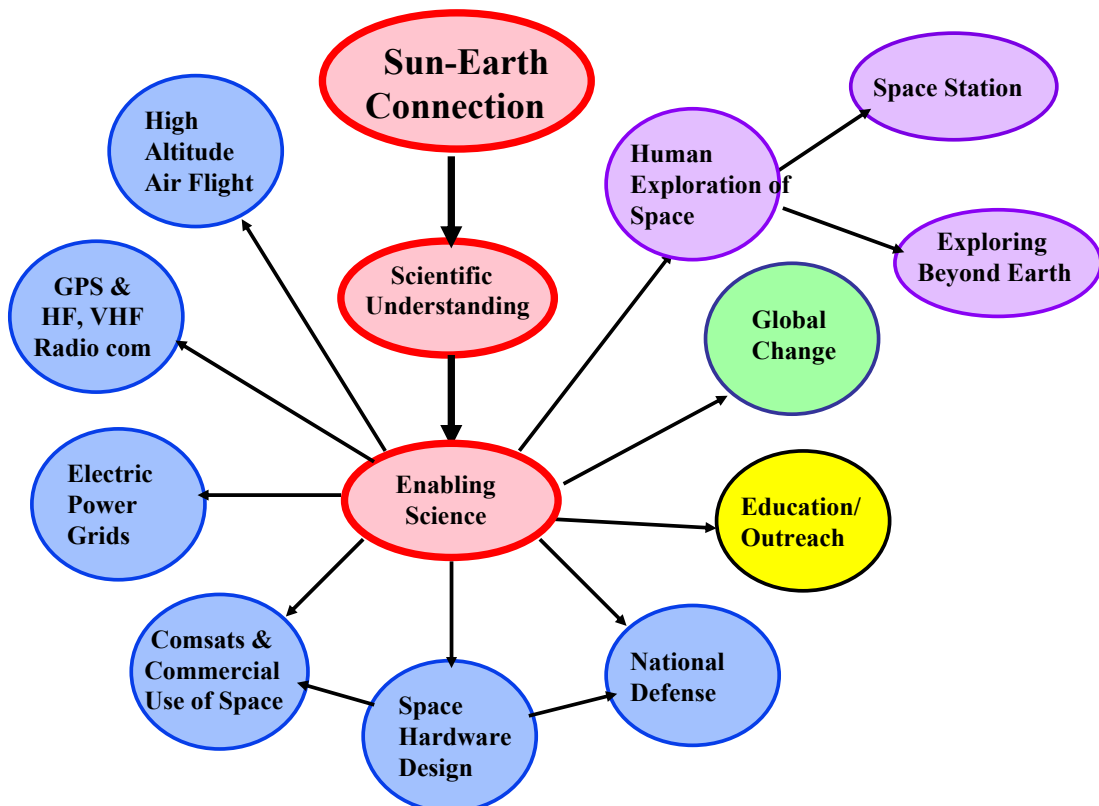 Sun-Earth
Connection
High
Altitude
Air Flight
Human
Exploration of
Space
Space Station
Exploring
Beyond Earth
Scientific
Understanding
GPS &
HF, VHF
Radio com
Global
Change
Electric
Power
Grids
Enabling
Science
Education/
Outreach
Comsats &
Commercial
Use of Space
Space
Hardware
Design
National
Defense